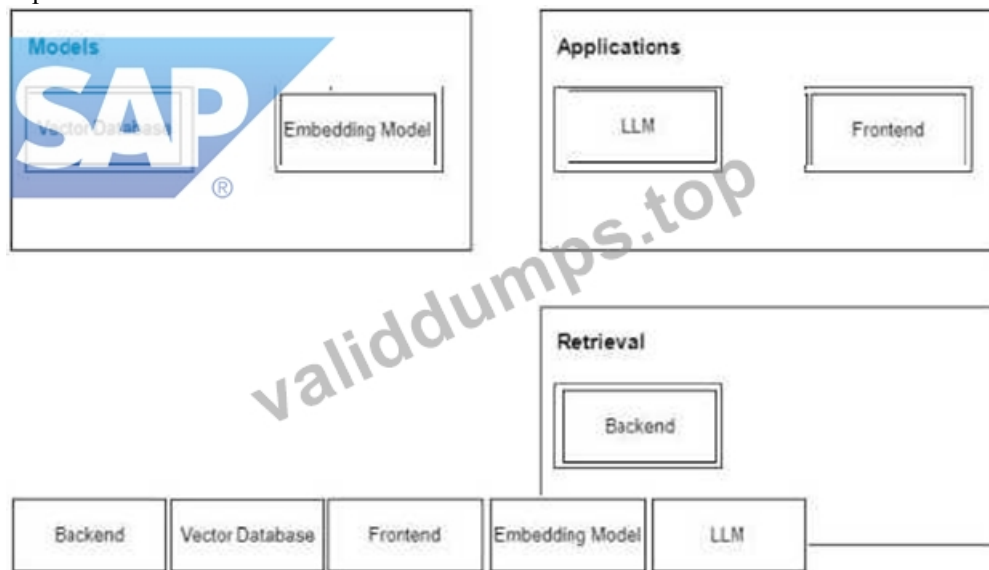 Models
SAP
®
Vector Database
Embedding Model
Applications
LLM
Frontend
validdumps.top
Retrieval
Backend
Backend
Vector Database
Frontend
Embedding Model
LLM